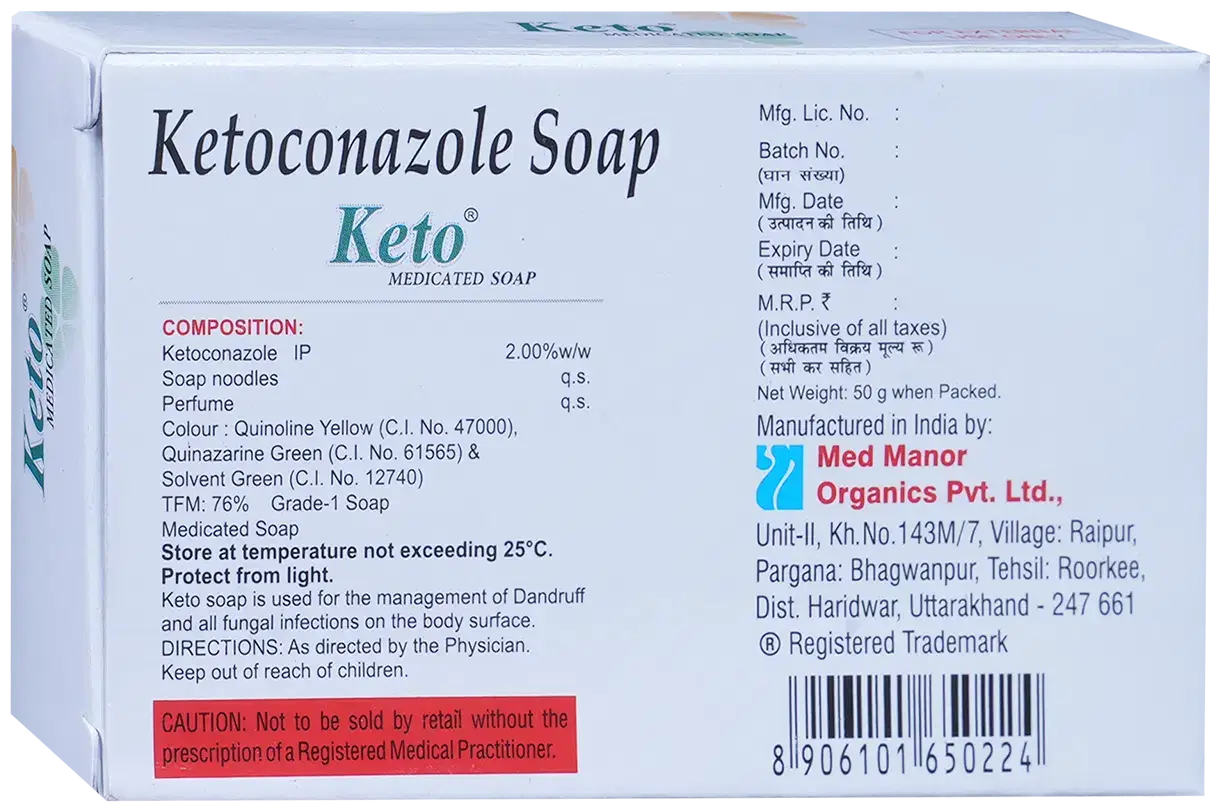 Keto®
MEDICATED SOAP
FOR EXTERNAL
USE ONLY
Keto®
MEDICATED SOAP
Ketoconazole Soap
Keto®
MEDICATED SOAP
COMPOSITION:
Ketoconazole IP 2.00%w/w
Soap noodles q.s.
Perfume q.s.
Colour : Quinoline Yellow (C.I. No. 47000),
Quinazarine Green (C.I. No. 61565) &
Solvent Green (C.I. No. 12740)
TFM: 76% Grade-1 Soap
Medicated Soap
Store at temperature not exceeding 25°C.
Protect from light.
Keto soap is used for the management of Dandruff
and all fungal infections on the body surface.
DIRECTIONS: As directed by the Physician.
Keep out of reach of children.
CAUTION: Not to be sold by retail without the
prescription of a Registered Medical Practitioner.
Mfg. Lic. No. :
Batch No. :
(घान संख्या)
Mfg. Date :
( उत्पादन की तिथि )
Expiry Date :
( समाप्ति की तिथि )
M.R.P. ₹ :
(Inclusive of all taxes)
( अधिकतम विक्रय मूल्य रू )
( सभी कर सहित )
Net Weight: 50 g when Packed.
Manufactured in India by:
Med Manor
Organics Pvt. Ltd.,
Unit-II, Kh.No.143M/7, Village: Raipur,
Pargana: Bhagwanpur, Tehsil: Roorkee,
Dist. Haridwar, Uttarakhand - 247 661
® Registered Trademark
8 906101 650224